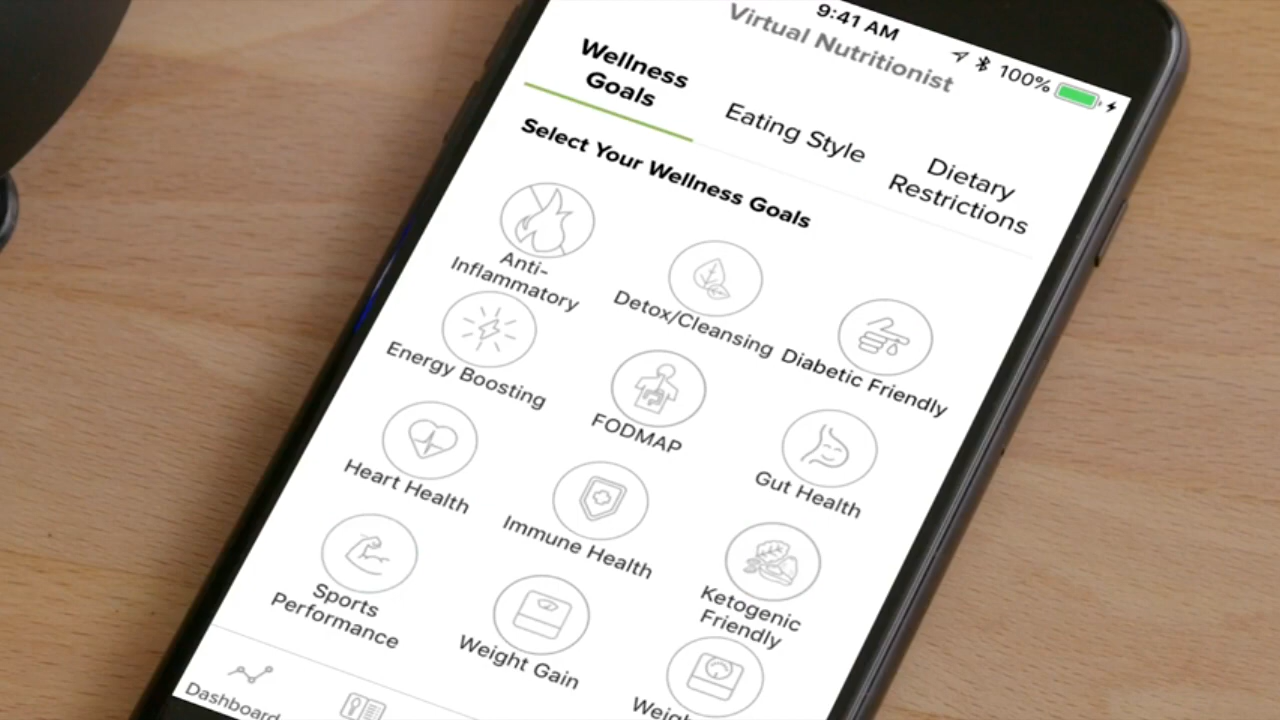 9:41 AM
100%
Virtual Nutritionist
Wellness
Goals
Eating Style
Dietary
Restrictions
Select Your Wellness Goals
Anti-
Inflammatory
Detox/Cleansing
Diabetic Friendly
Energy Boosting
FODMAP
Gut Health
Heart Health
Immune Health
Ketogenic
Friendly
Sports
Performance
Weight Gain
Dashboard